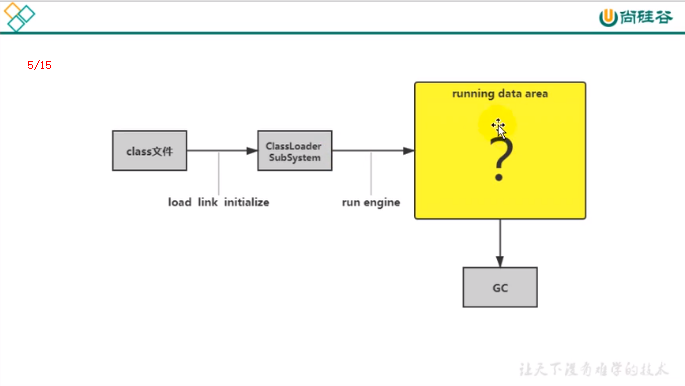 尚硅谷
5/15
running data area
?
class文件
ClassLoader
SubSystem
load link initialize
run engine
GC
让天下没有难学的技术